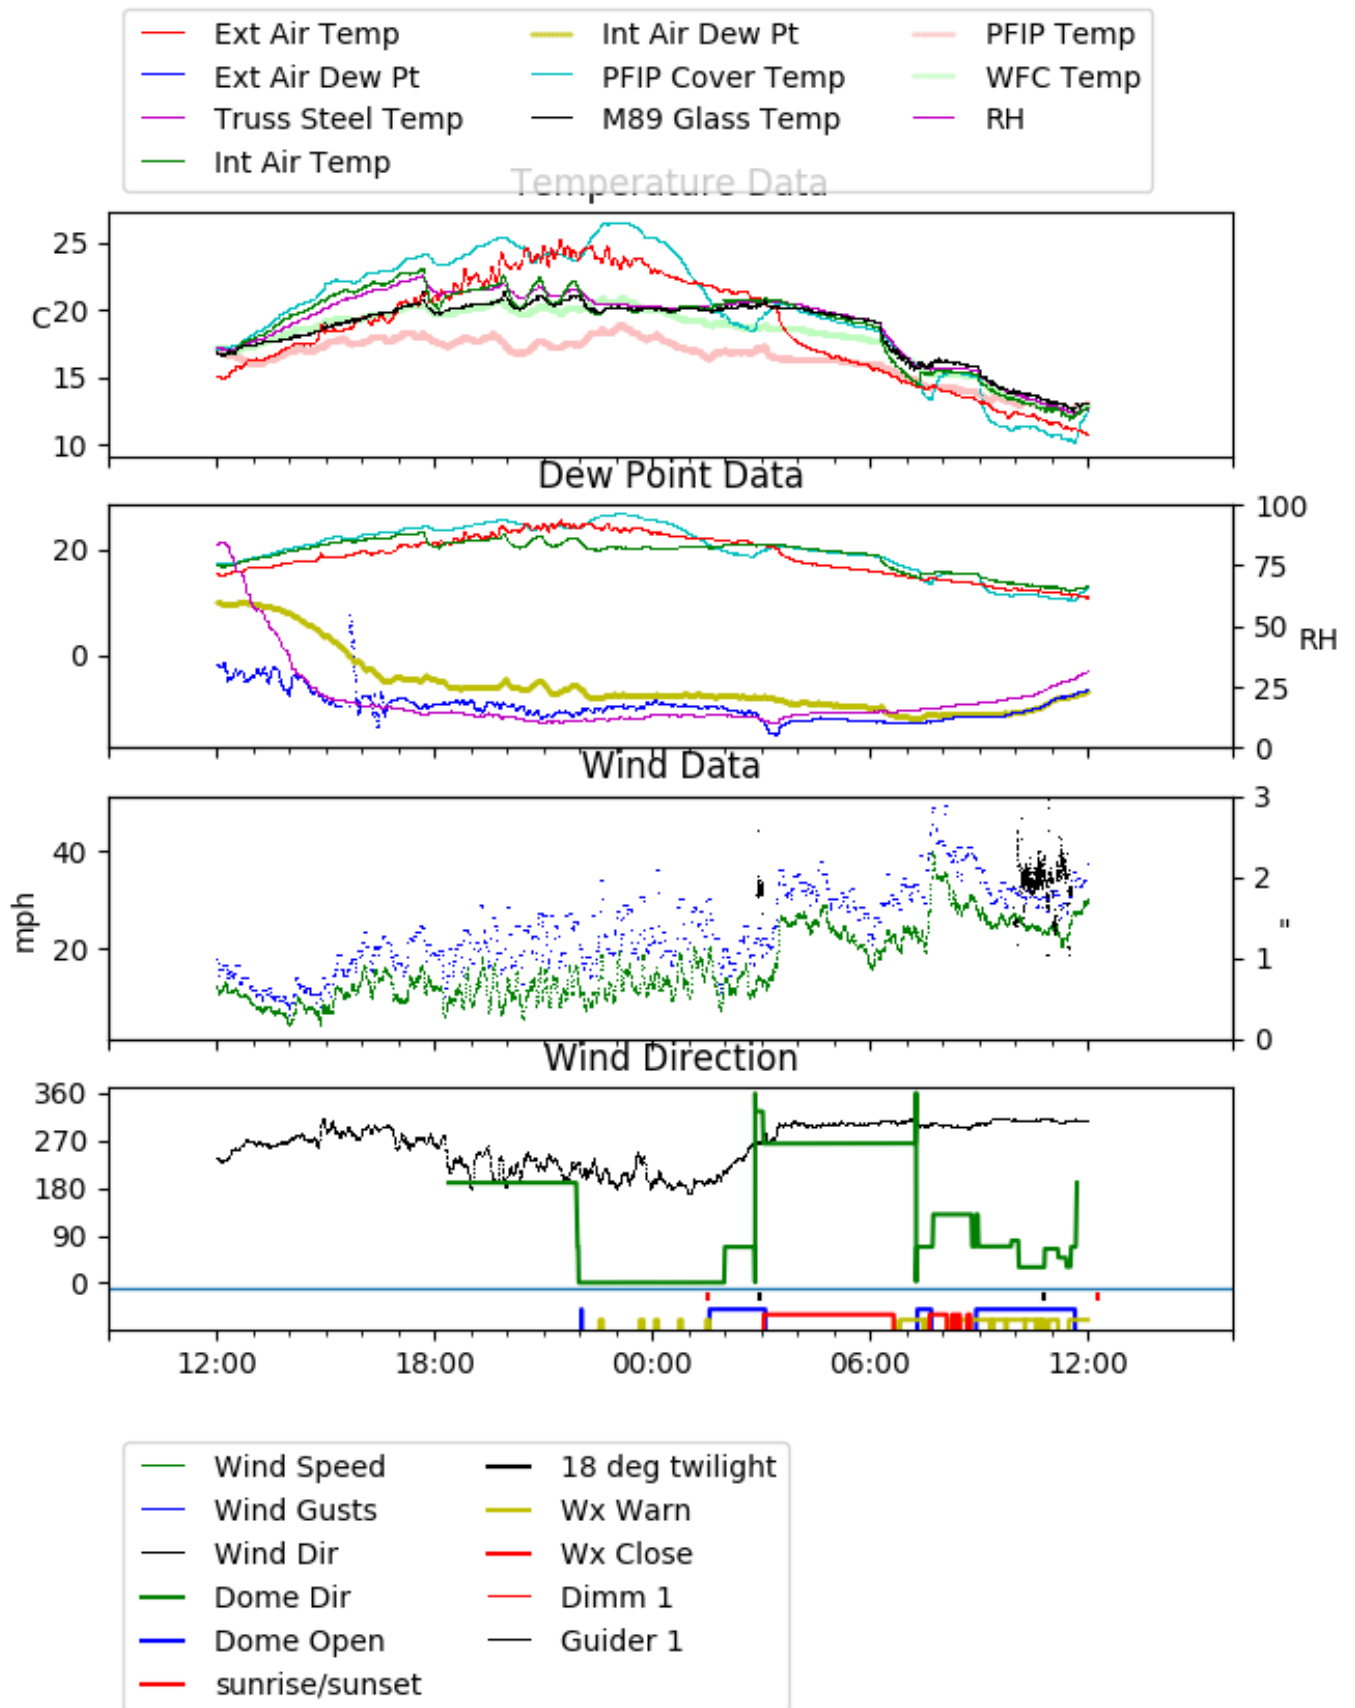 Ext Air Temp Int Air Dew Pt PFIP Temp
Ext Air Dew Pt PFIP Cover Temp WFC Temp
Truss Steel Temp M89 Glass Temp RH
Int Air Temp
Temperature Data
25
C 20
15
10
Dew Point Data
100
20
75
50
0 RH
25
0
Wind Data
3
40
2
mph "
20
1
0
Wind Direction
360
270
180
90
0
12:00 18:00 00:00 06:00 12:00
Wind Speed 18 deg twilight
Wind Gusts Wx Warn
Wind Dir Wx Close
Dome Dir Dimm 1
Dome Open Guider 1
sunrise/sunset